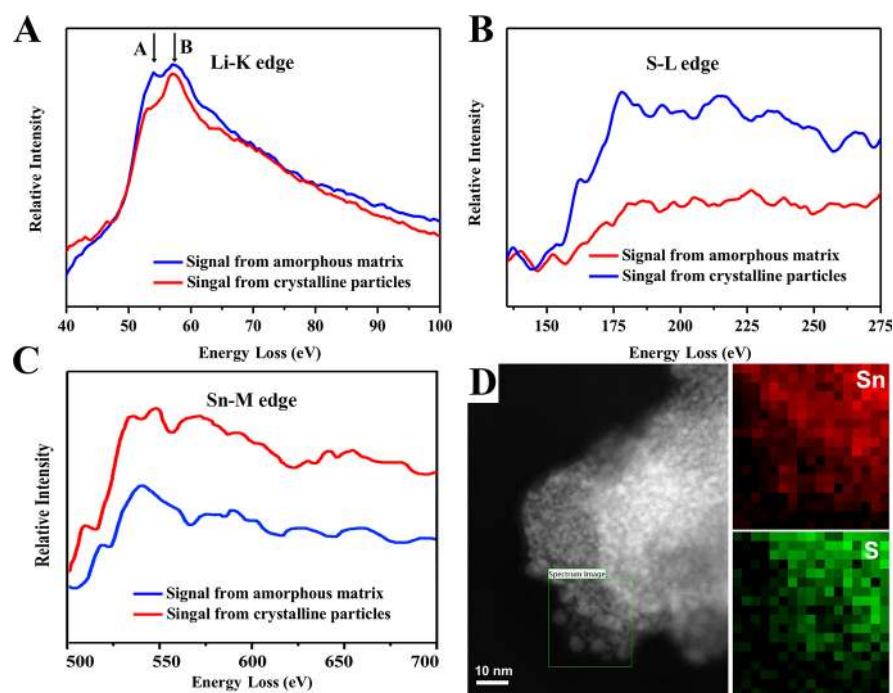 A
A
B
Li-K edge
Relative Intensity
Signal from amorphous matrix
Singal from crystalline particles
40 50 60 70 80 90 100
Energy Loss (eV)
B
S-L edge
Relative Intensity
Signal from amorphous matrix
Singal from crystalline particles
150 175 200 225 250 275
Energy Loss (eV)
C
Sn-M edge
Relative Intensity
Signal from amorphous matrix
Singal from crystalline particles
500 550 600 650 700
Energy Loss (eV)
D
Spectrum Image
10 nm
Sn
S